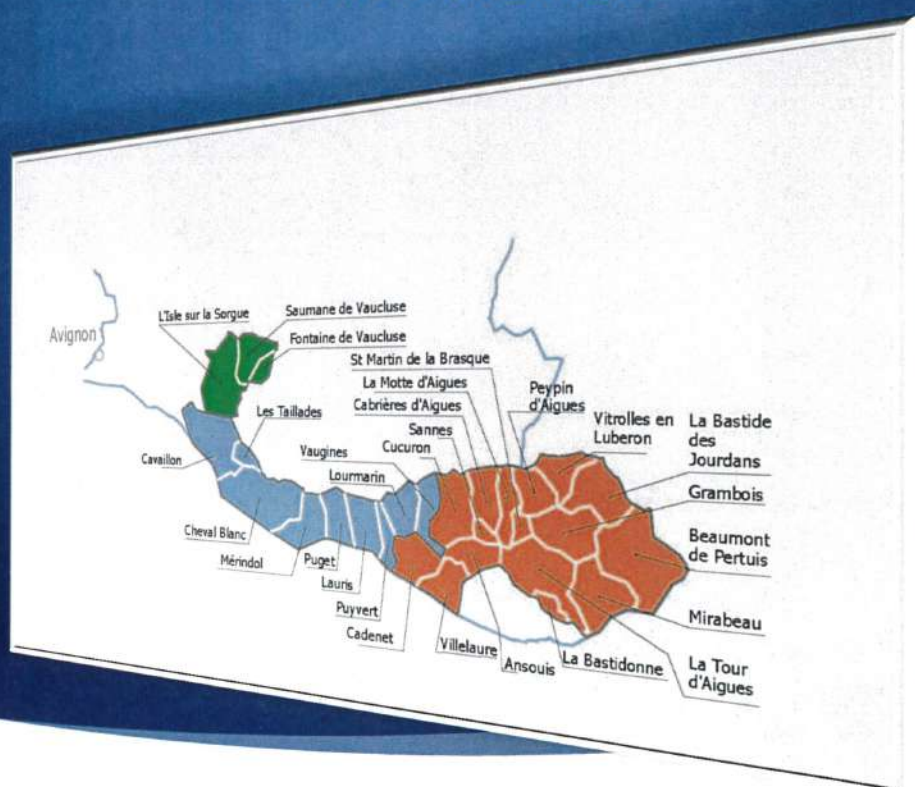 Avignon
L'Isle sur la Sorgue
Saumane de Vaucluse
Fontaine de Vaucluse
Les Taillades
Cavaillon
Cheval Blanc
Mérindol
Puget
Lauris
Puyvert
Cadenet
Vaugines
Lourmarin
St Martin de la Brasque
La Motte d'Aigues
Cabrières d'Aigues
Sannes
Cucuron
Peypin
d'Aigues
Vitrolles en
Luberon
La Bastide
des
Jourdans
Grambois
Beaumont
de Pertuis
Mirabeau
La Tour
d'Aigues
La Bastidonne
Ansouis
Villelaure